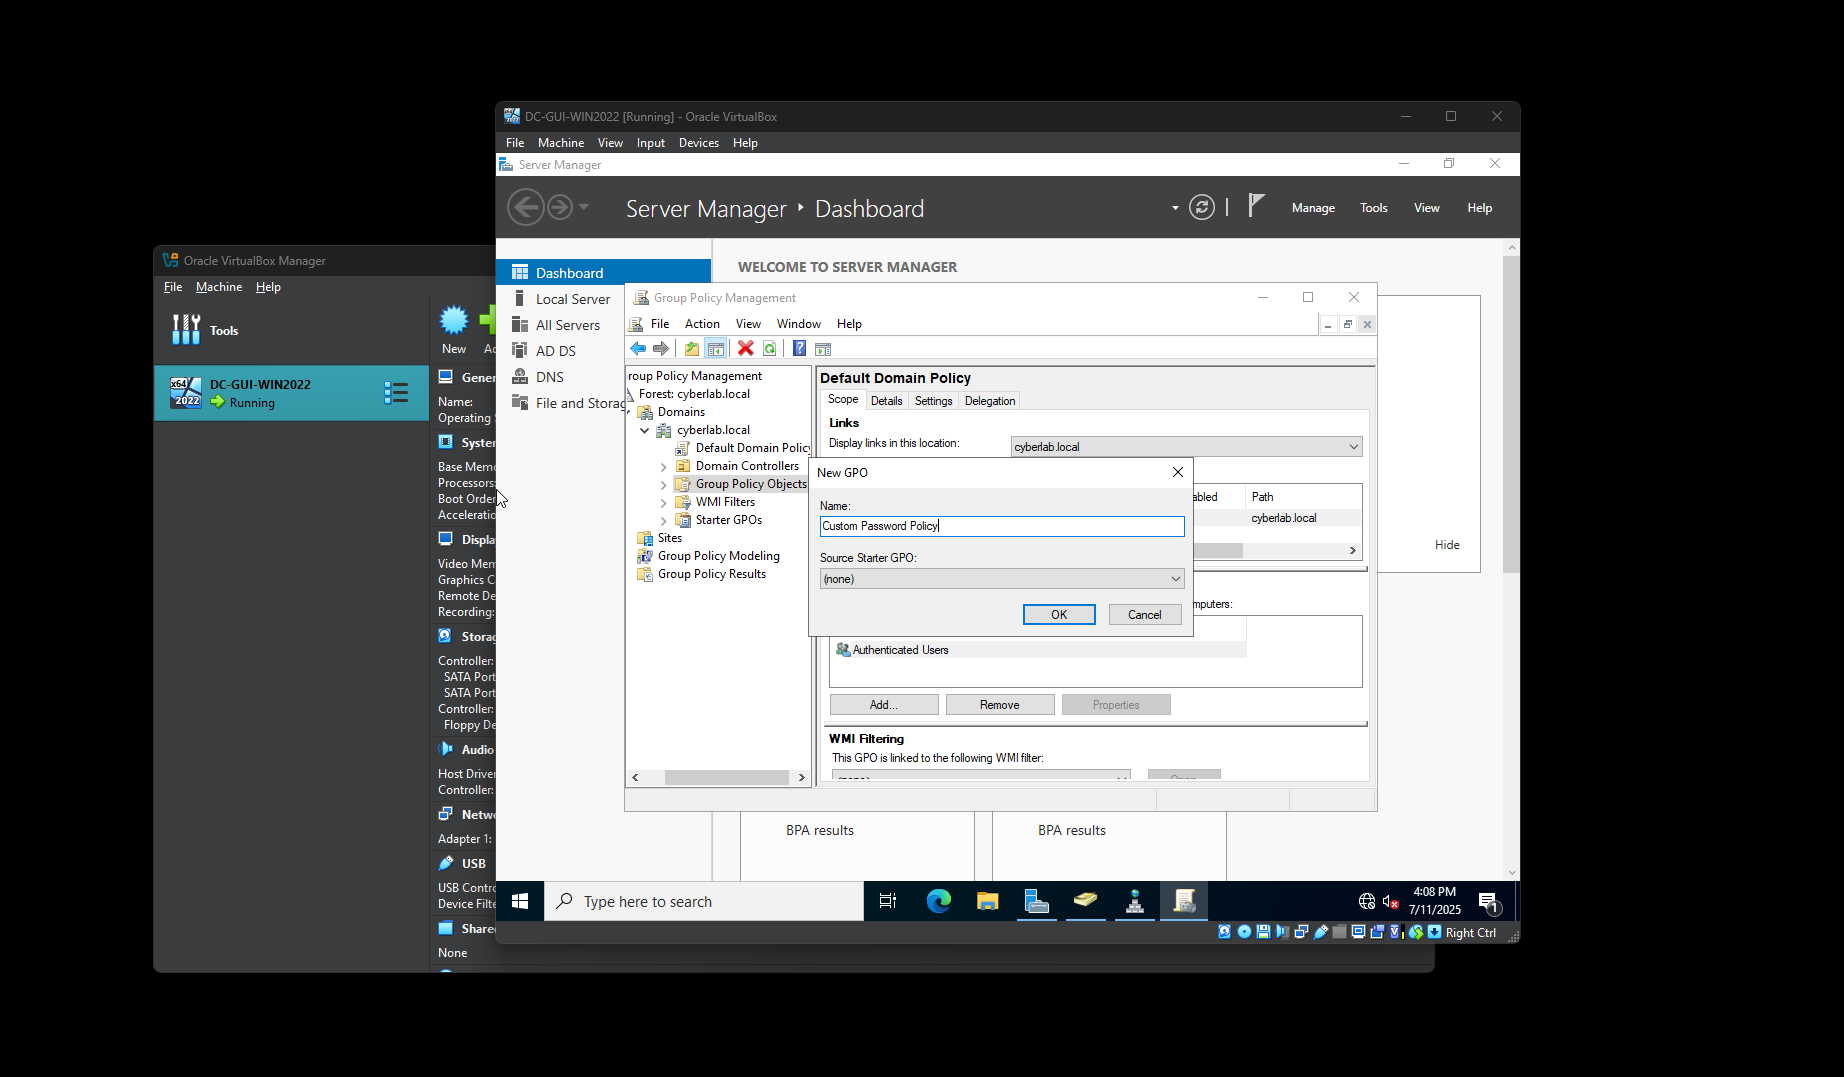 DC-GUI-WIN2022 [Running] - Oracle VirtualBox
File Machine View Input Devices Help
Server Manager
Server Manager ‣ Dashboard
Manage Tools View Help
Dashboard
Local Server
All Servers
AD DS
DNS
File and Storag
WELCOME TO SERVER MANAGER
Hide
BPA results
BPA results
Oracle VirtualBox Manager
File Machine Help
Tools
New
x64
2022
DC-GUI-WIN2022
Running
Gener
Name:
Operating
Syster
Base Memo
Processors:
Boot Order
Acceleratio
Displa
Video Mem
Graphics C
Remote De
Recording:
Storag
Controller:
SATA Port
SATA Port
Controller:
Floppy De
Audio
Host Driver
Controller:
Netwo
Adapter 1:
USB
USB Contro
Device Filte
Shared
None
Group Policy Management
File Action View Window Help
roup Policy Management
Forest: cyberlab.local
Domains
cyberlab.local
Default Domain Policy
Domain Controllers
Group Policy Objects
WMI Filters
Starter GPOs
Sites
Group Policy Modeling
Group Policy Results
Default Domain Policy
Scope Details Settings Delegation
Links
Display links in this location:
cyberlab.local
abled Path
cyberlab.local
mputers:
Authenticated Users
Add... Remove Properties
WMI Filtering
This GPO is linked to the following WMI filter:
New GPO
Name:
Custom Password Policy
Source Starter GPO:
(none)
OK Cancel
Type here to search
4:08 PM
7/11/2025
1
Right Ctrl